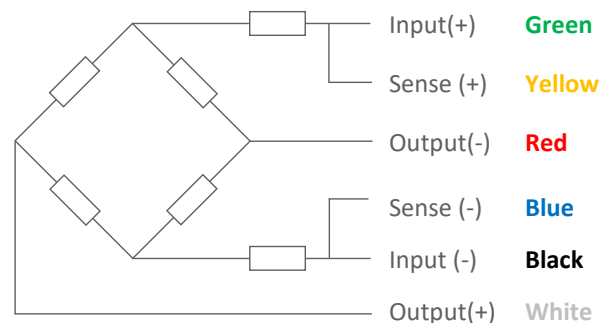 Input(+) Green
Sense (+) Yellow
Output(-) Red
Sense (-) Blue
Input (-) Black
Output(+) White